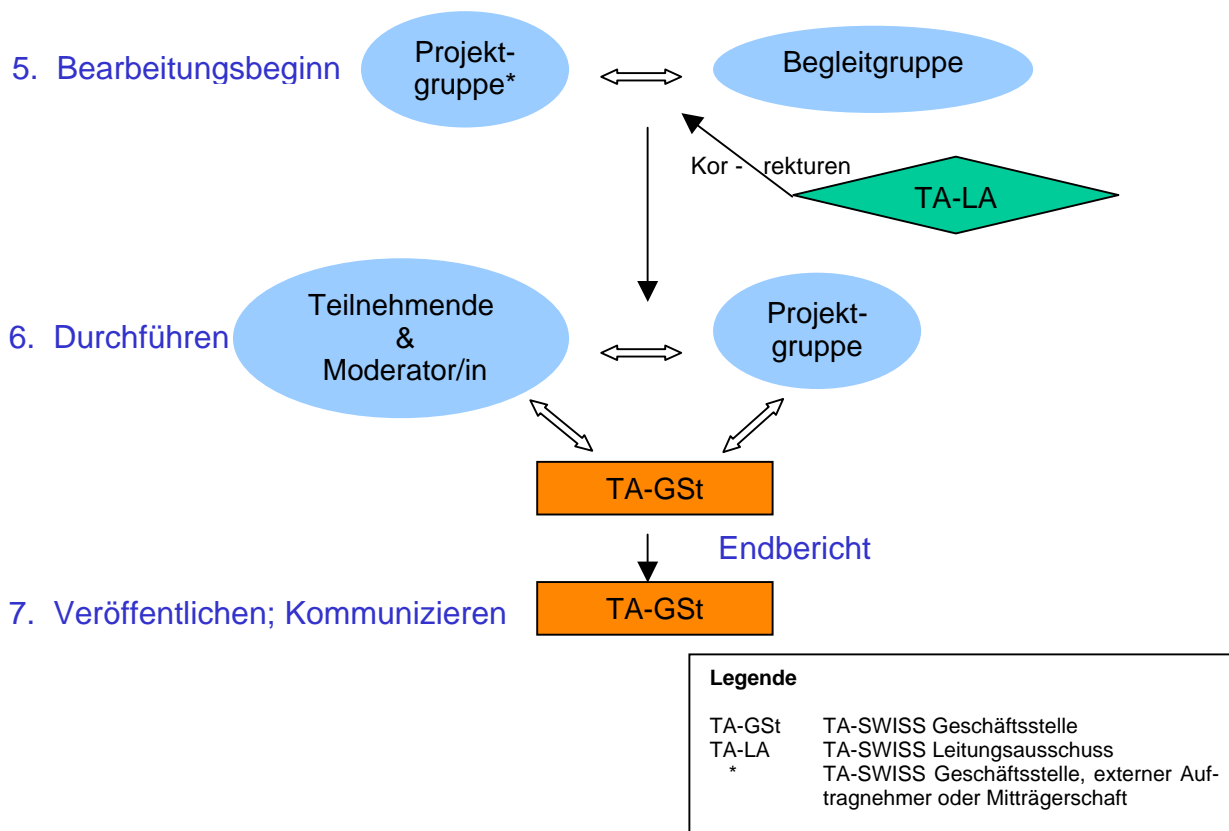 5. Bearbeitungsbeginn
Projekt-
gruppe*
Begleitgruppe
Kor - rekturen
TA-LA
6. Durchführen
Teilnehmende
&
Moderator/in
Projekt-
gruppe
TA-GSt
Endbericht
7. Veröffentlichen; Kommunizieren
TA-GSt
Legende
TA-GSt TA-SWISS Geschäftsstelle
TA-LA TA-SWISS Leitungsausschuss
* TA-SWISS Geschäftsstelle, externer Auf-
tragnehmer oder Mitträgerschaft